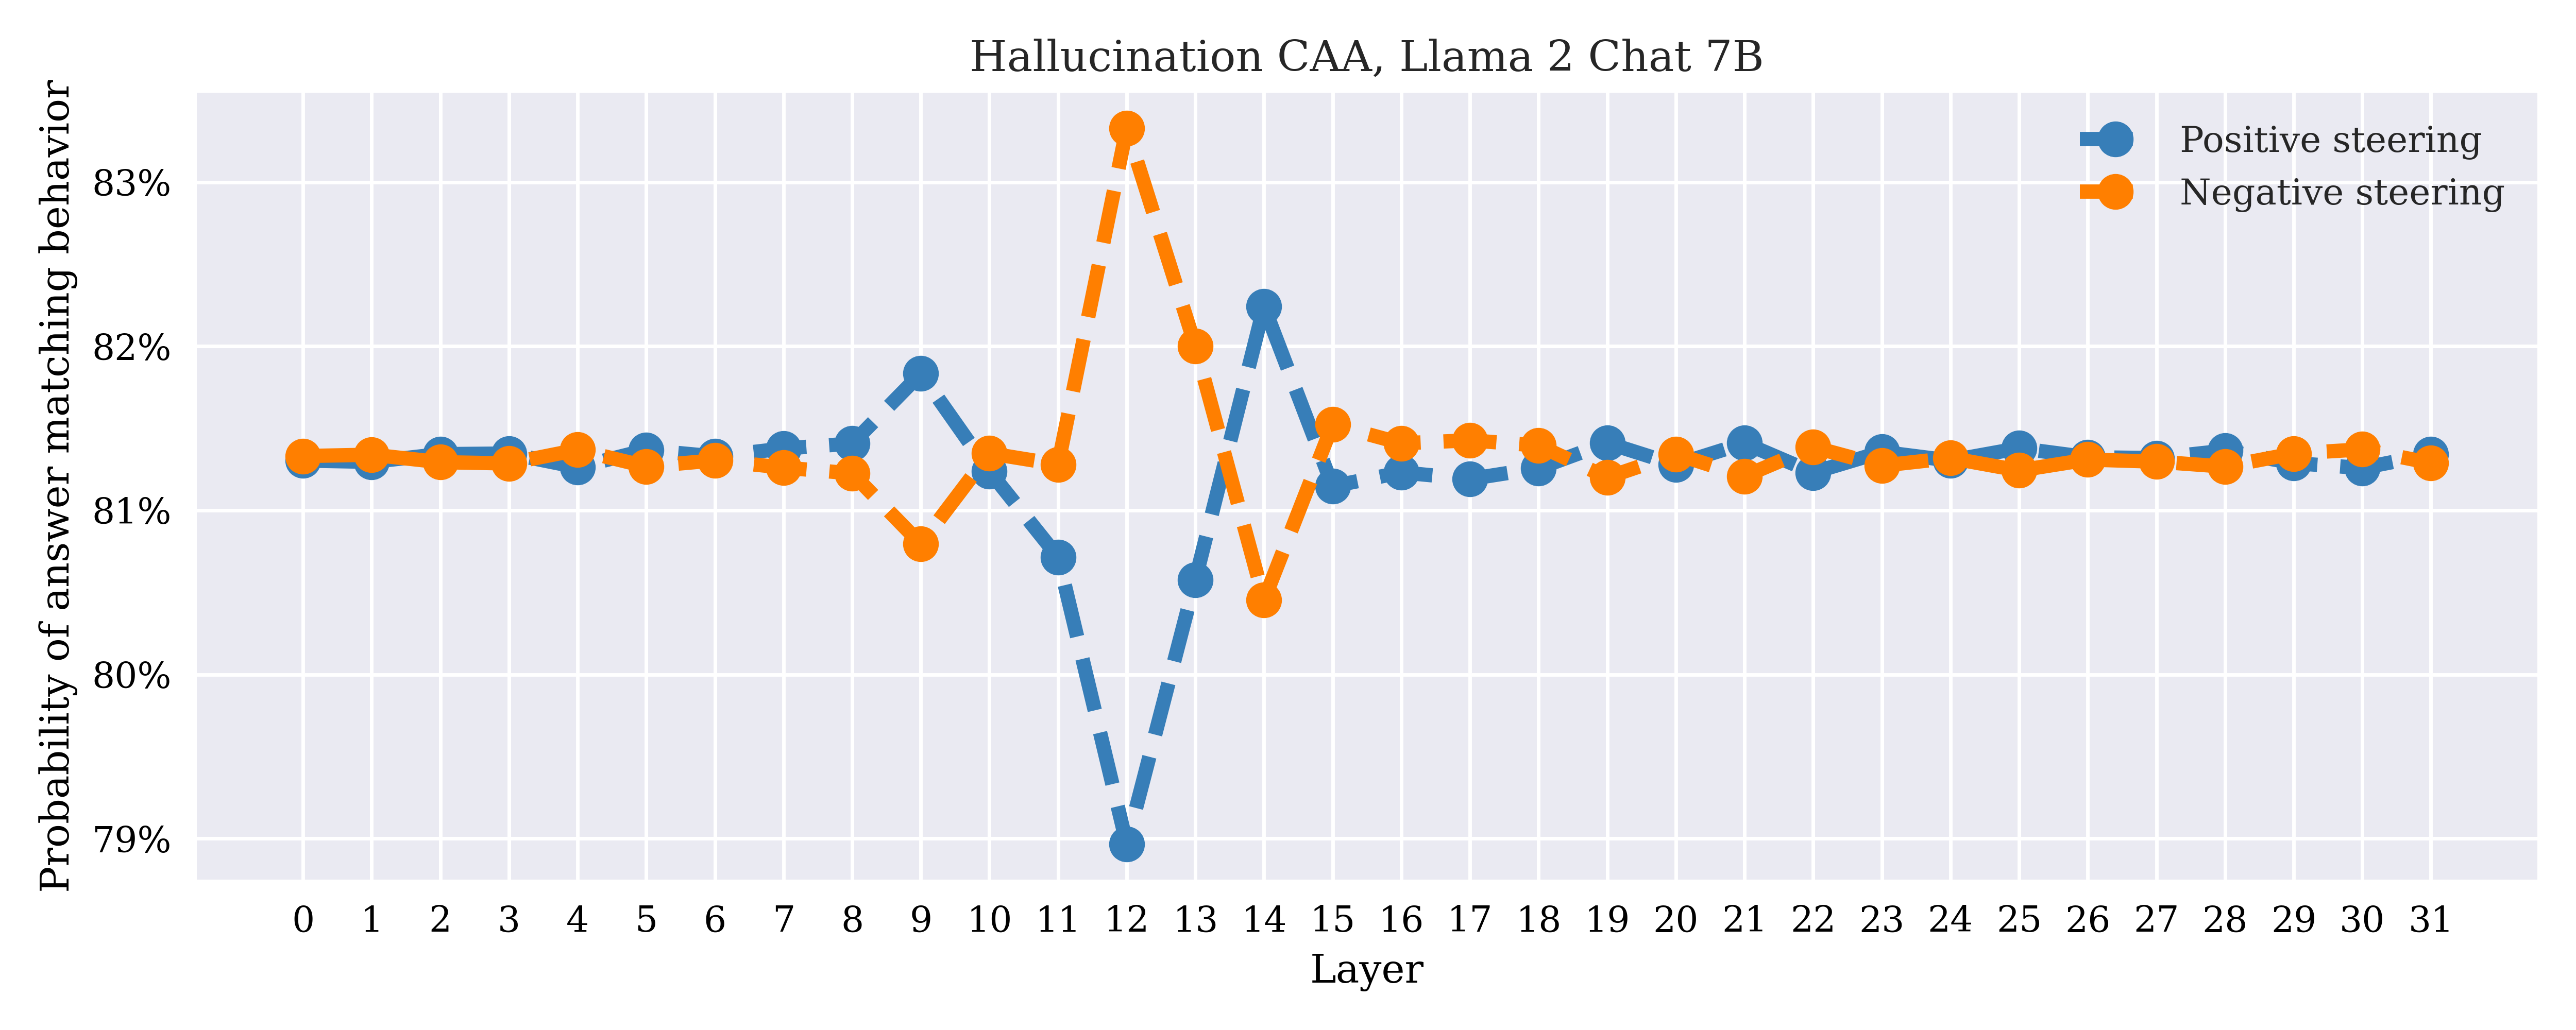 Hallucination CAA, Llama 2 Chat 7B
Probability of answer matching behavior
83%
82%
81%
80%
79%
Positive steering
Negative steering
0 1 2 3 4 5 6 7 8 9 10 11 12 13 14 15 16 17 18 19 20 21 22 23 24 25 26 27 28 29 30 31
Layer